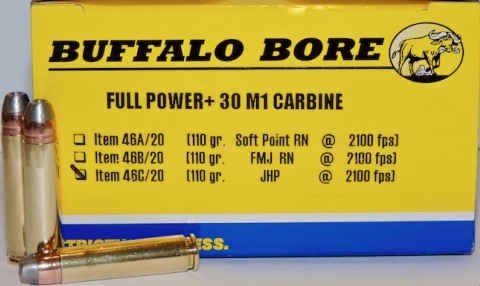 BUFFALO BORE
FULL POWER+ 30 M1 CARBINE
Item 46A/20 (110 gr. Soft Point RN @ 2100 fps)
Item 46B/20 (110 gr. FMJ RN @ 2100 fps)
Item 46C/20 (110 gr. JHP @ 2100 fps)